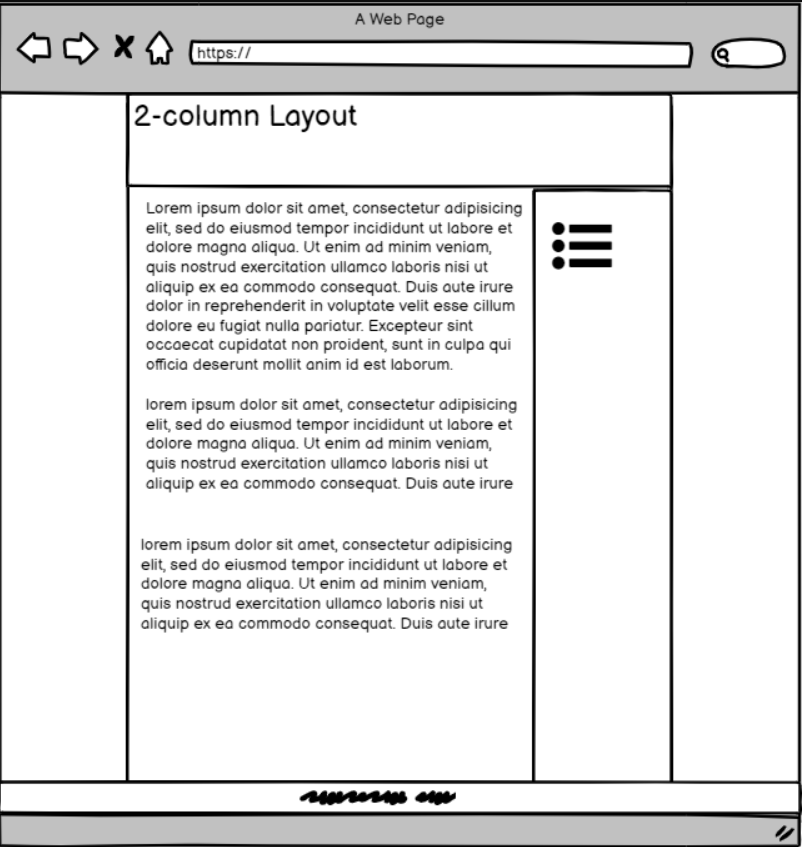 A Web Page
https://
2-column Layout
Lorem ipsum dolor sit amet, consectetur adipisicing
elit, sed do eiusmod tempor incididunt ut labore et
dolore magna aliqua. Ut enim ad minim veniam,
quis nostrud exercitation ullamco laboris nisi ut
aliquip ex ea commodo consequat. Duis aute irure
dolor in reprehenderit in voluptate velit esse cillum
dolore eu fugiat nulla pariatur. Excepteur sint
occaecat cupidatat non proident, sunt in culpa qui
officia deserunt mollit anim id est laborum.
lorem ipsum dolor sit amet, consectetur adipisicing
elit, sed do eiusmod tempor incididunt ut labore et
dolore magna aliqua. Ut enim ad minim veniam,
quis nostrud exercitation ullamco laboris nisi ut
aliquip ex ea commodo consequat. Duis aute irure
lorem ipsum dolor sit amet, consectetur adipisicing
elit, sed do eiusmod tempor incididunt ut labore et
dolore magna aliqua. Ut enim ad minim veniam,
quis nostrud exercitation ullamco laboris nisi ut
aliquip ex ea commodo consequat. Duis aute irure